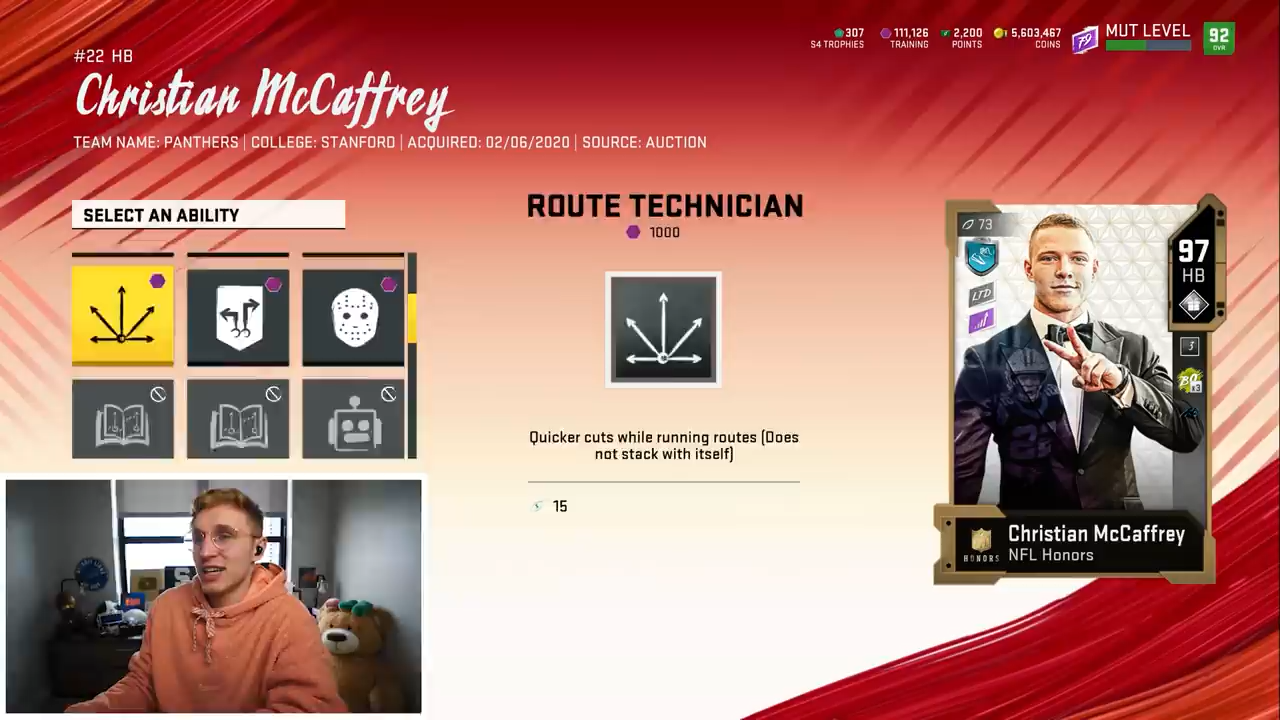 #22 HB
Christian McCaffrey
TEAM NAME: PANTHERS | COLLEGE: STANFORD | ACQUIRED: 02/06/2020 | SOURCE: AUCTION
307
S4 TROPHIES
111,126
TRAINING
2,200
POINTS
5,603,467
COINS
79
MUT LEVEL
92
OVR
SELECT AN ABILITY
ROUTE TECHNICIAN
1000
Quicker cuts while running routes (Does
not stack with itself)
15
73
LTD
97
HB
3
x3
HONORS
Christian McCaffrey
NFL Honors